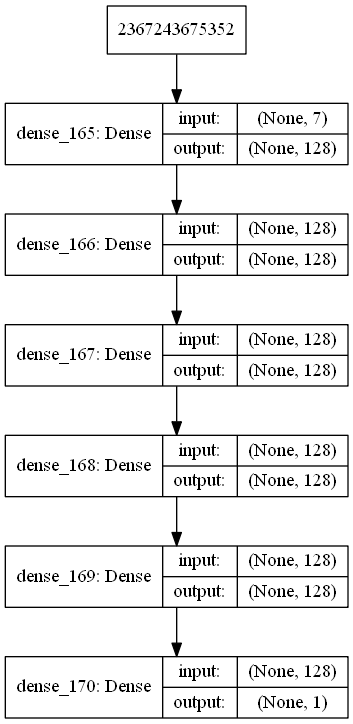 2367243675352
dense_165: Dense
input: (None, 7)
output: (None, 128)
dense_166: Dense
input: (None, 128)
output: (None, 128)
dense_167: Dense
input: (None, 128)
output: (None, 128)
dense_168: Dense
input: (None, 128)
output: (None, 128)
dense_169: Dense
input: (None, 128)
output: (None, 128)
dense_170: Dense
input: (None, 128)
output: (None, 1)